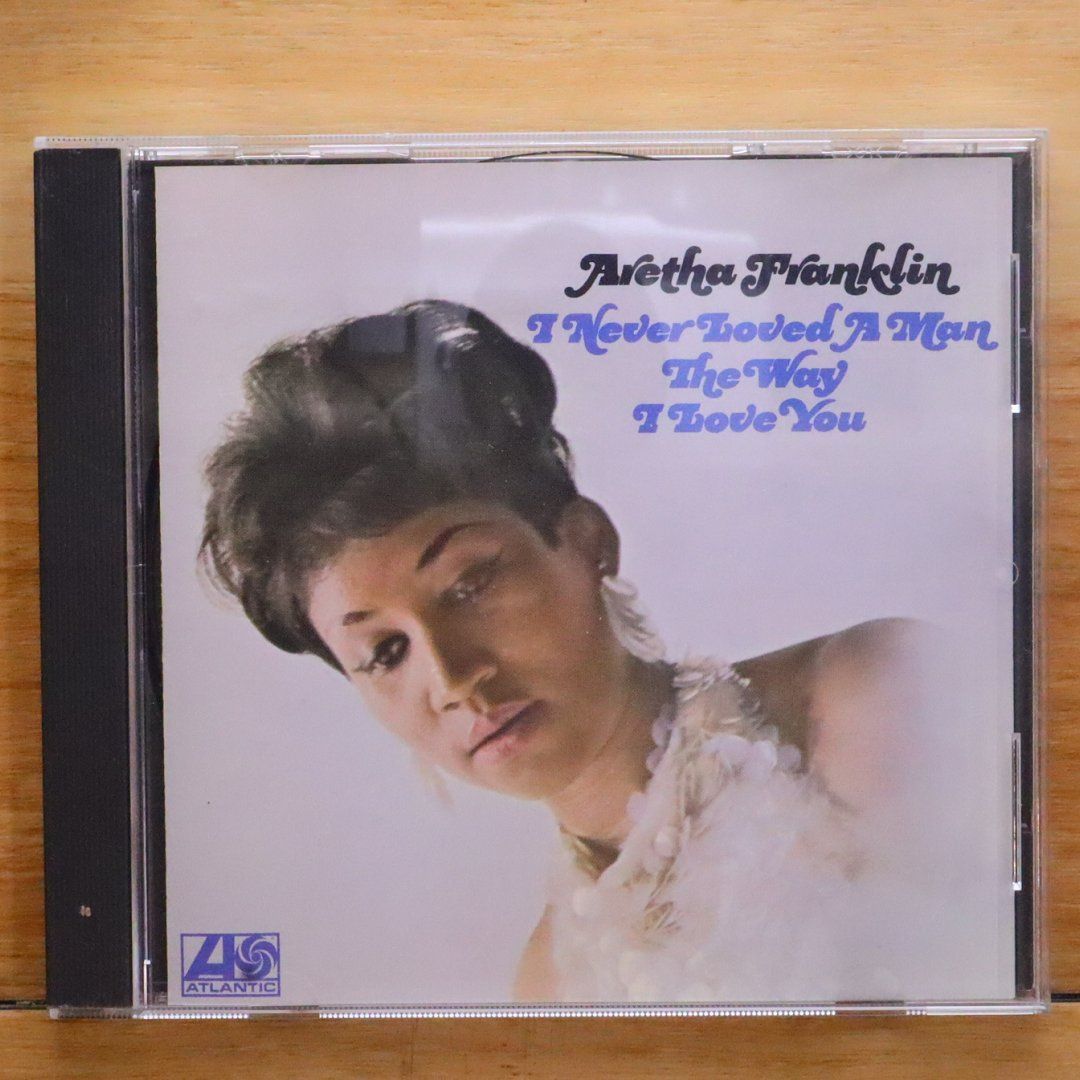 Aretha Franklin
I Never Loved A Man
The Way
I Love You
ATLANTIC